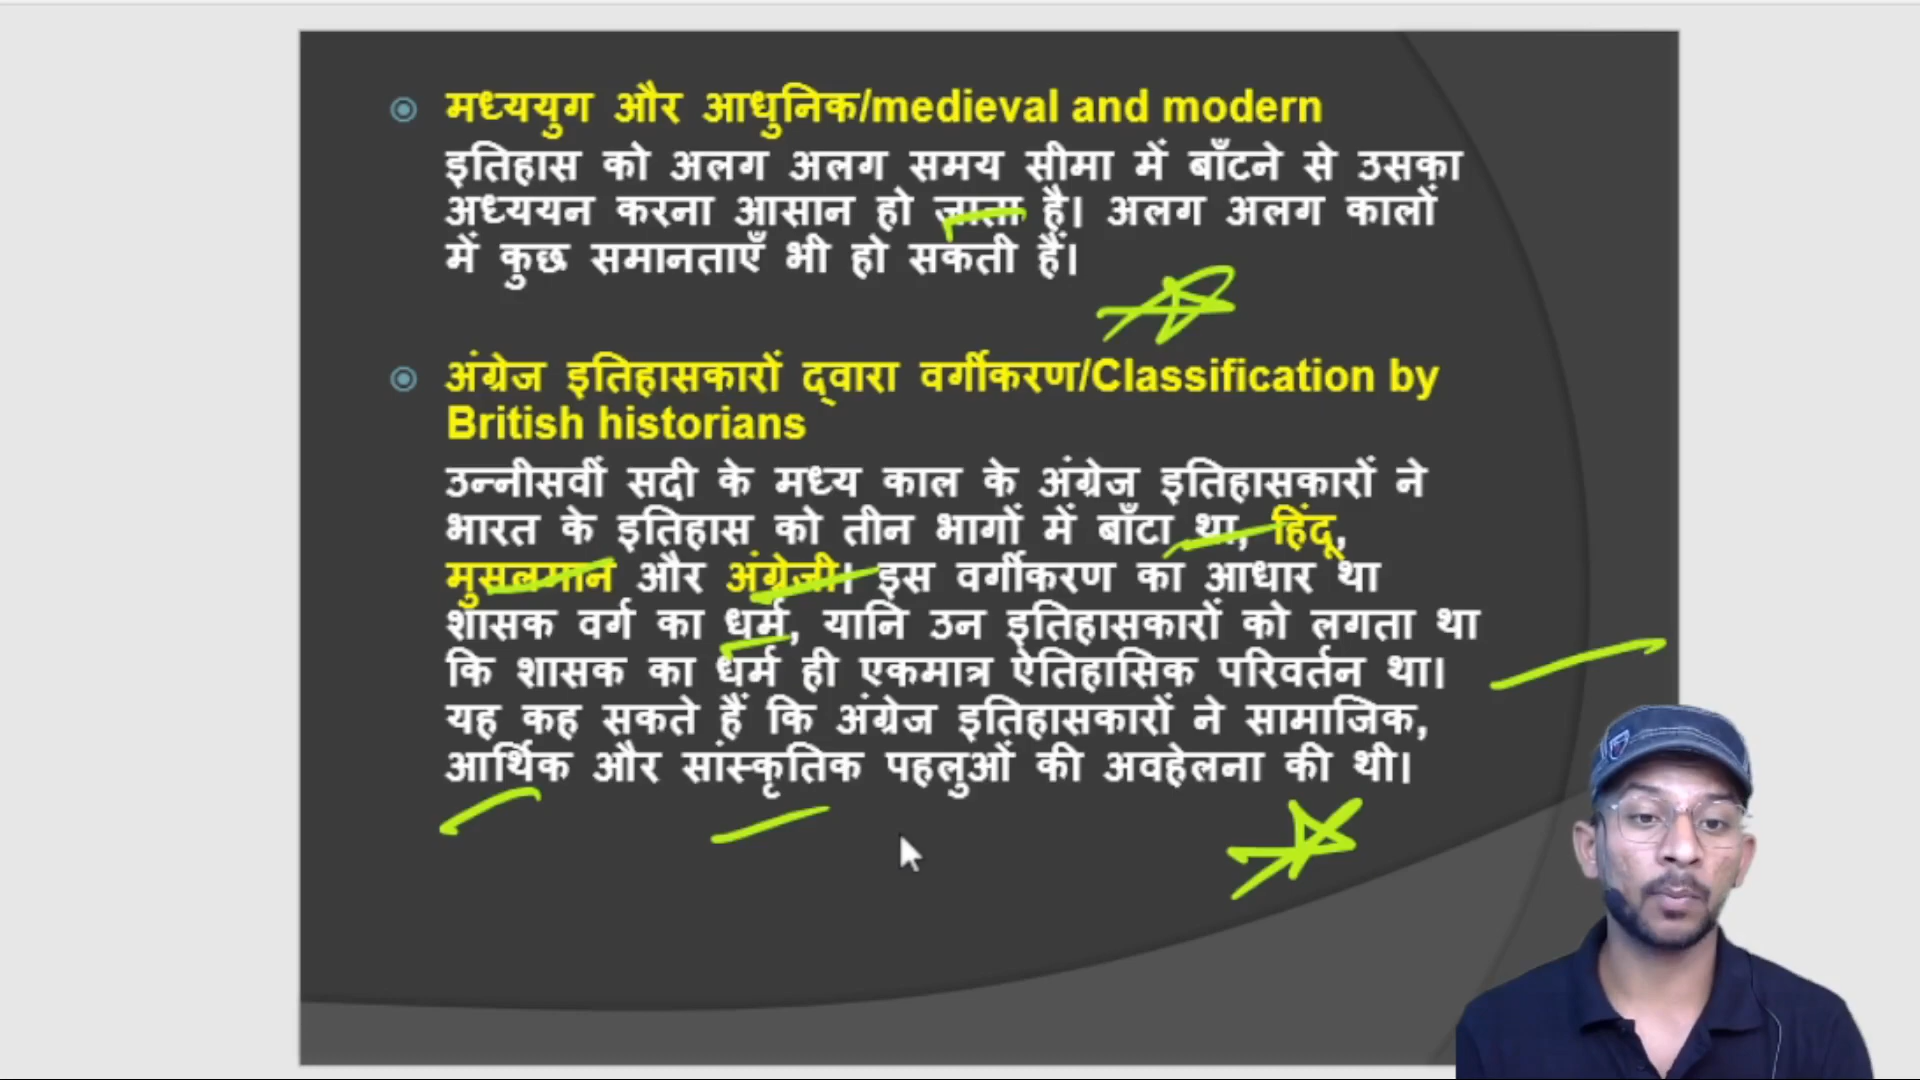 मध्ययुग और आधुनिक/medieval and modern
इतिहास को अलग अलग समय सीमा में बाँटने से उसका
अध्ययन करना आसान हो जाता है। अलग अलग कालों
में कुछ समानताएँ भी हो सकती हैं।
अंग्रेज इतिहासकारों द्वारा वर्गीकरण/Classification by
British historians
उन्नीसवीं सदी के मध्य काल के अंग्रेज इतिहासकारों ने
भारत के इतिहास को तीन भागों में बाँटा था, हिंदू,
मुसलमान और अंग्रेजी। इस वर्गीकरण का आधार था
शासक वर्ग का धर्म, यानि उन इतिहासकारों को लगता था
कि शासक का धर्म ही एकमात्र ऐतिहासिक परिवर्तन था।
यह कह सकते हैं कि अंग्रेज इतिहासकारों ने सामाजिक,
आर्थिक और सांस्कृतिक पहलुओं की अवहेलना की थी।